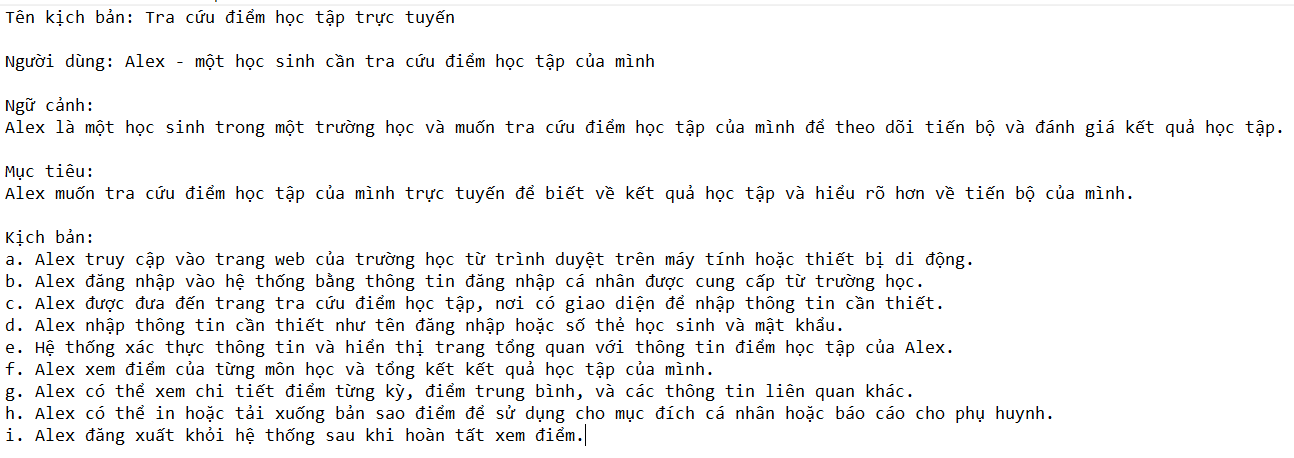 Tên kịch bản: Tra cứu điểm học tập trực tuyến
Người dùng: Alex - một học sinh cần tra cứu điểm học tập của mình
Ngữ cảnh:
Alex là một học sinh trong một trường học và muốn tra cứu điểm học tập của mình để theo dõi tiến bộ và đánh giá kết quả học tập.
Mục tiêu:
Alex muốn tra cứu điểm học tập của mình trực tuyến để biết về kết quả học tập và hiểu rõ hơn về tiến bộ của mình.
Kịch bản:
a. Alex truy cập vào trang web của trường học từ trình duyệt trên máy tính hoặc thiết bị di động.
b. Alex đăng nhập vào hệ thống bằng thông tin đăng nhập cá nhân được cung cấp từ trường học.
c. Alex được đưa đến trang tra cứu điểm học tập, nơi có giao diện để nhập thông tin cần thiết.
d. Alex nhập thông tin cần thiết như tên đăng nhập hoặc số thẻ học sinh và mật khẩu.
e. Hệ thống xác thực thông tin và hiển thị trang tổng quan với thông tin điểm học tập của Alex.
f. Alex xem điểm của từng môn học và tổng kết kết quả học tập của mình.
g. Alex có thể xem chi tiết điểm từng kỳ, điểm trung bình, và các thông tin liên quan khác.
h. Alex có thể in hoặc tải xuống bản sao điểm để sử dụng cho mục đích cá nhân hoặc báo cáo cho phụ huynh.
i. Alex đăng xuất khỏi hệ thống sau khi hoàn tất xem điểm.